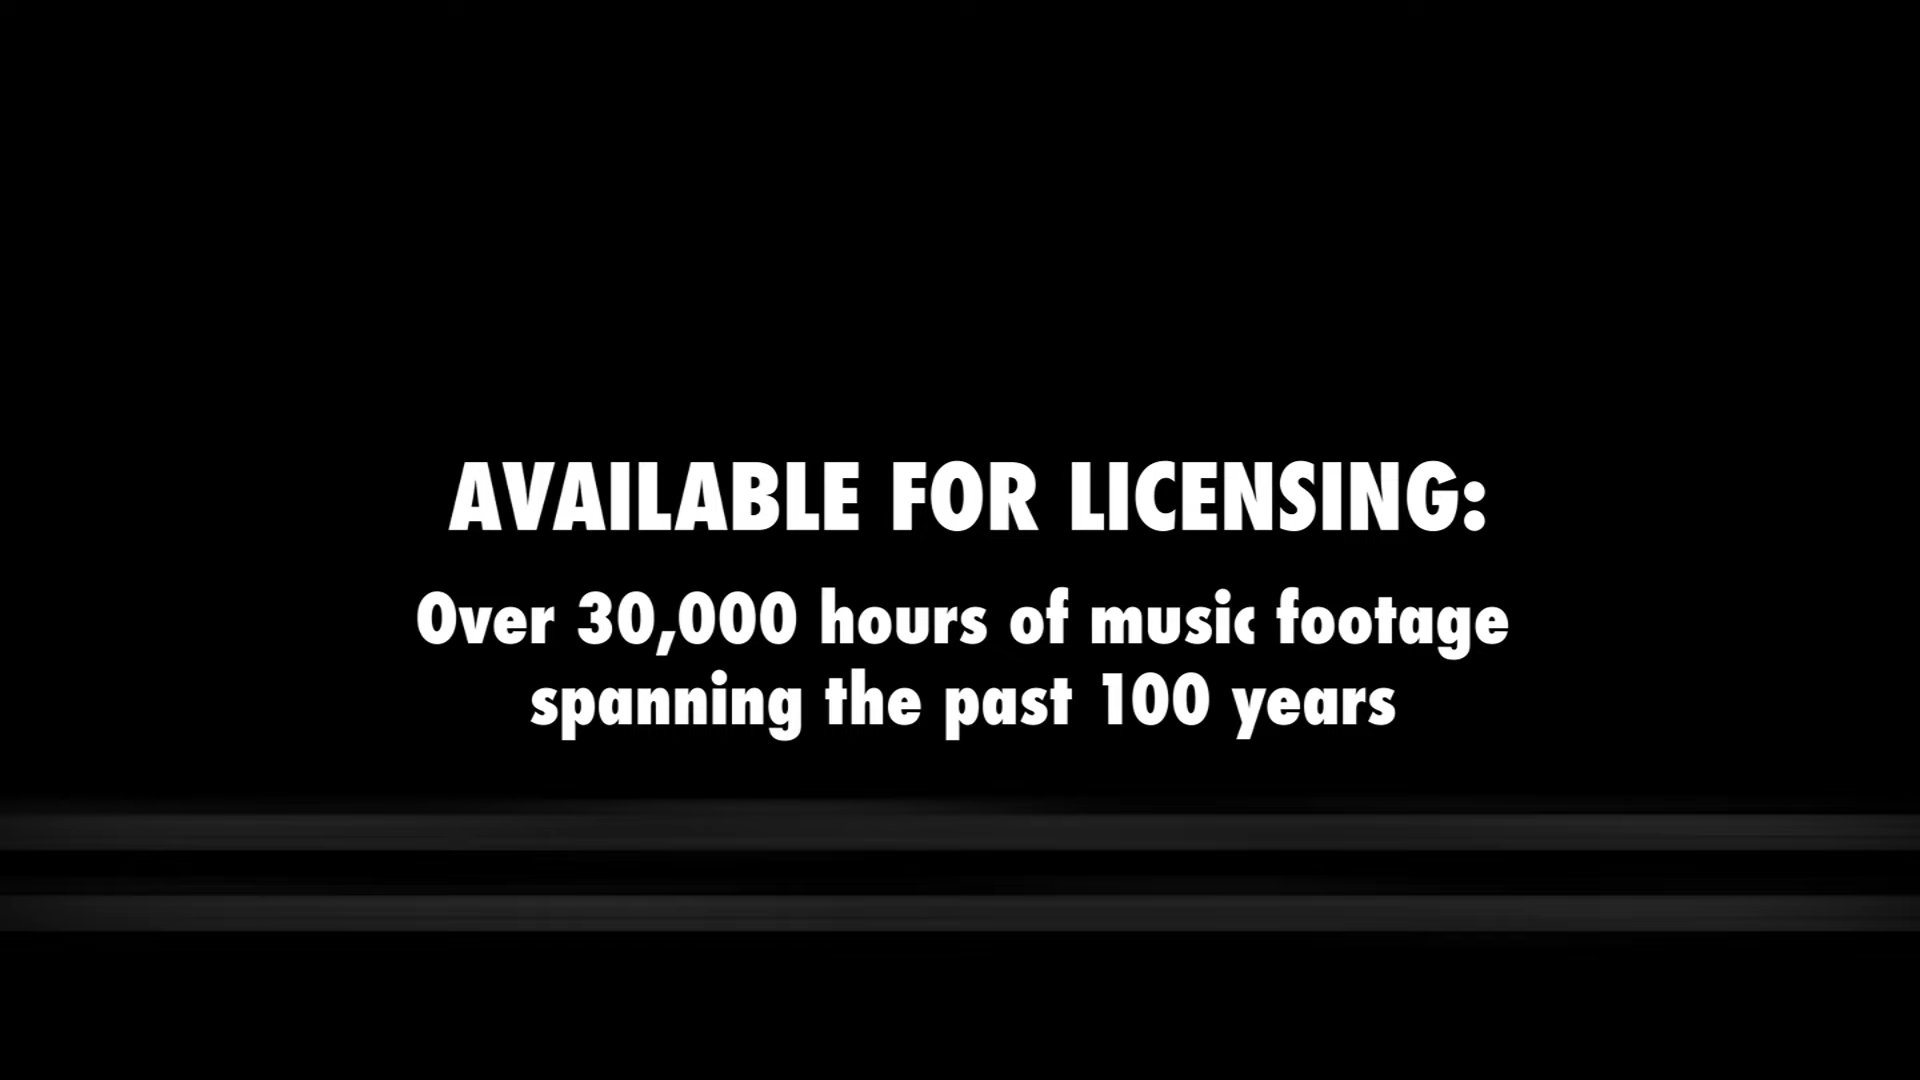 AVAILABLE FOR LICENSING:
Over 30,000 hours of music footage
spanning the past 100 years